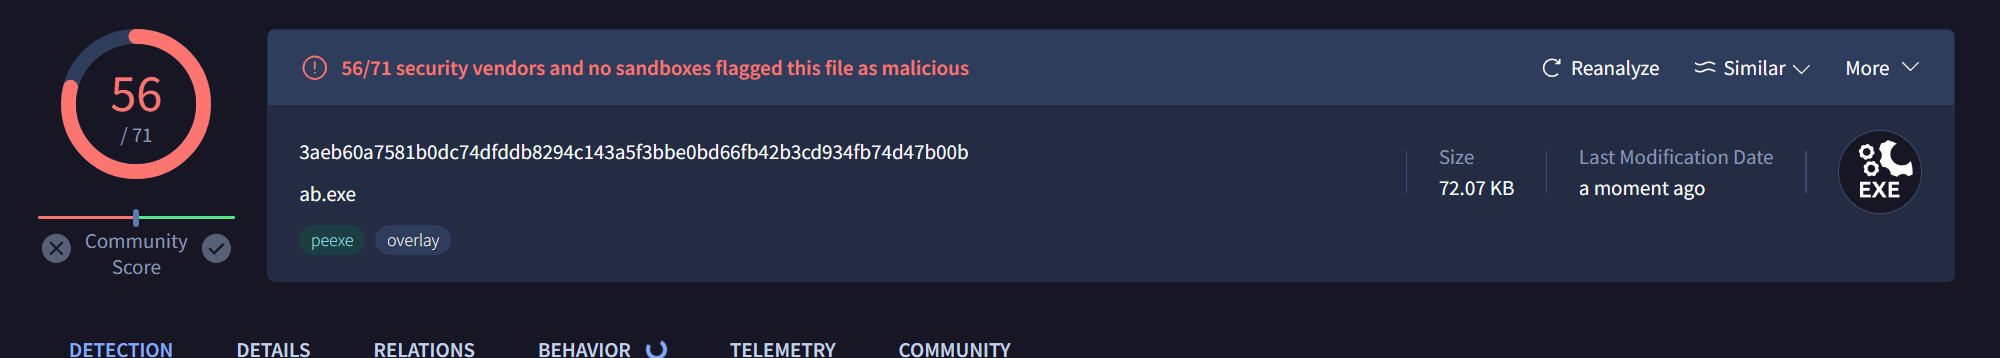 56
/ 71
Community
Score
56/71 security vendors and no sandboxes flagged this file as malicious
Reanalyze
Similar
More
3aeb60a7581b0dc74dfddb8294c143a5f3bbe0bd66fb42b3cd934fb74d47b00b
ab.exe
peexe
overlay
Size
72.07 KB
Last Modification Date
a moment ago
EXE
DETECTION
DETAILS
RELATIONS
BEHAVIOR
TELEMETRY
COMMUNITY